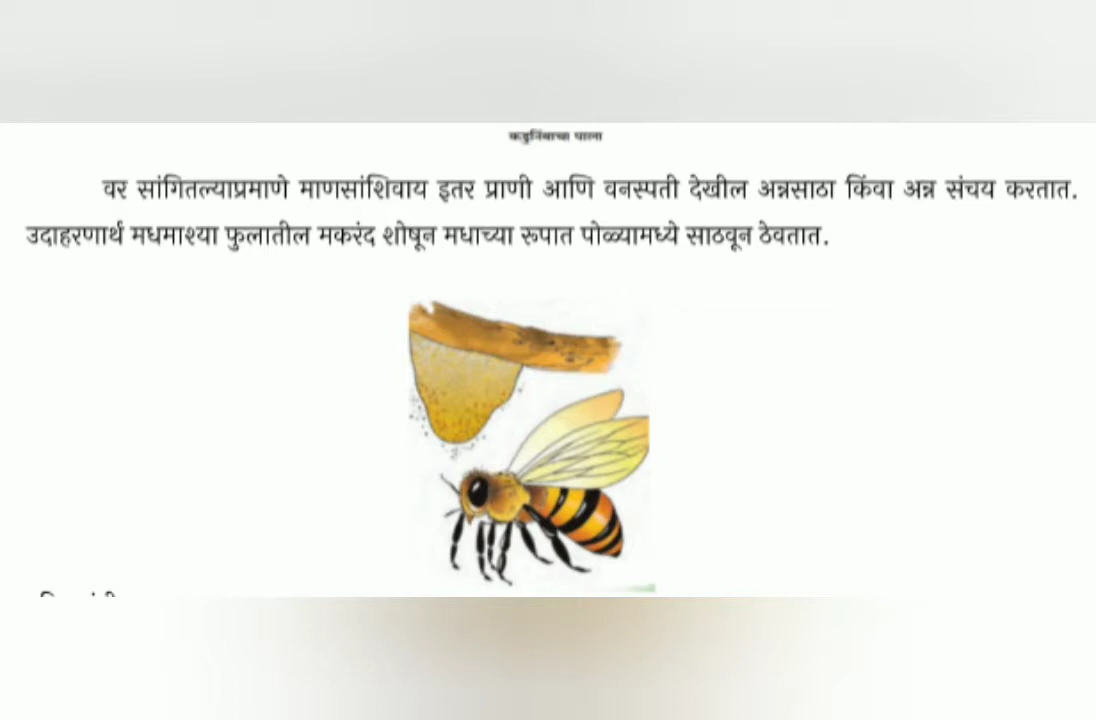 कडुनिंबाचा पाला
वर सांगितल्याप्रमाणे माणसांशिवाय इतर प्राणी आणि वनस्पती देखील अन्नसाठा किंवा अन्न संचय करतात.
उदाहरणार्थ मधमाश्या फुलातील मकरंद शोषून मधाच्या रूपात पोळ्यामध्ये साठवून ठेवतात.